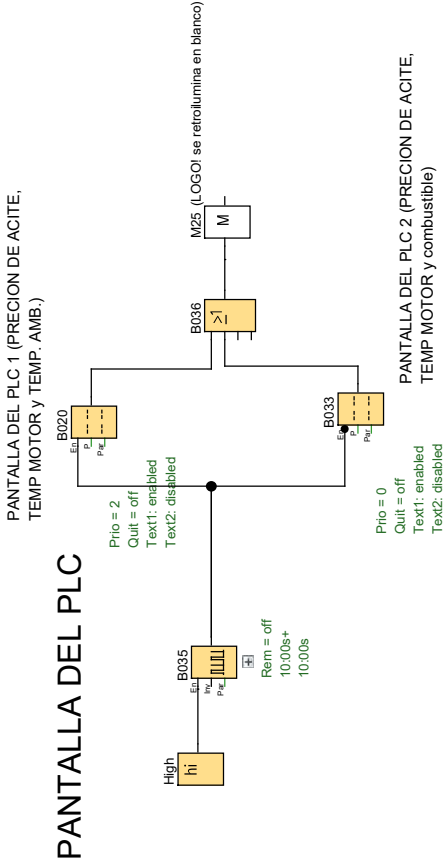 PANTALLA DEL PLC
PANTALLA DEL PLC 1 (PRECION DE ACITE,
TEMP MOTOR y TEMP. AMB.)
High
hi
B035
En
Inv
Par
+
Rem = off
10:00s+
10:00s
Prio = 2
Quit = off
Text1: enabled
Text2: disabled
B020
En
P
Par
B036
>1
M25 (LOGO! se retroilumina en blanco)
M
Prio = 0
Quit = off
Text1: enabled
Text2: disabled
B033
En
P
Par
PANTALLA DEL PLC 2 (PRECION DE ACITE,
TEMP MOTOR y combustible)